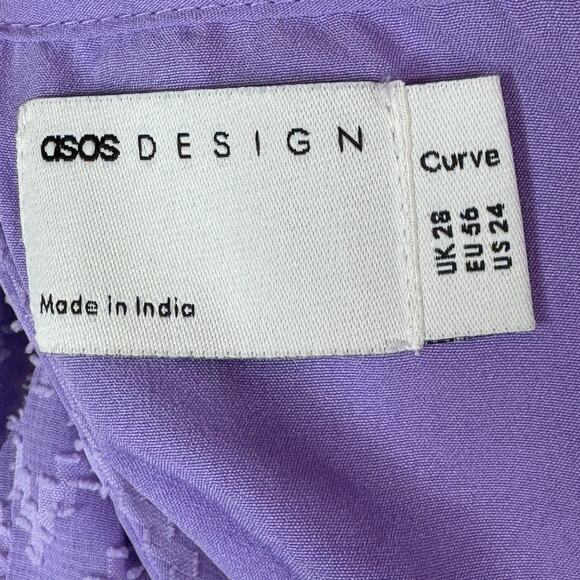 asos DESIGN
Made in India
Curve
UK 28
EU 56
US 24